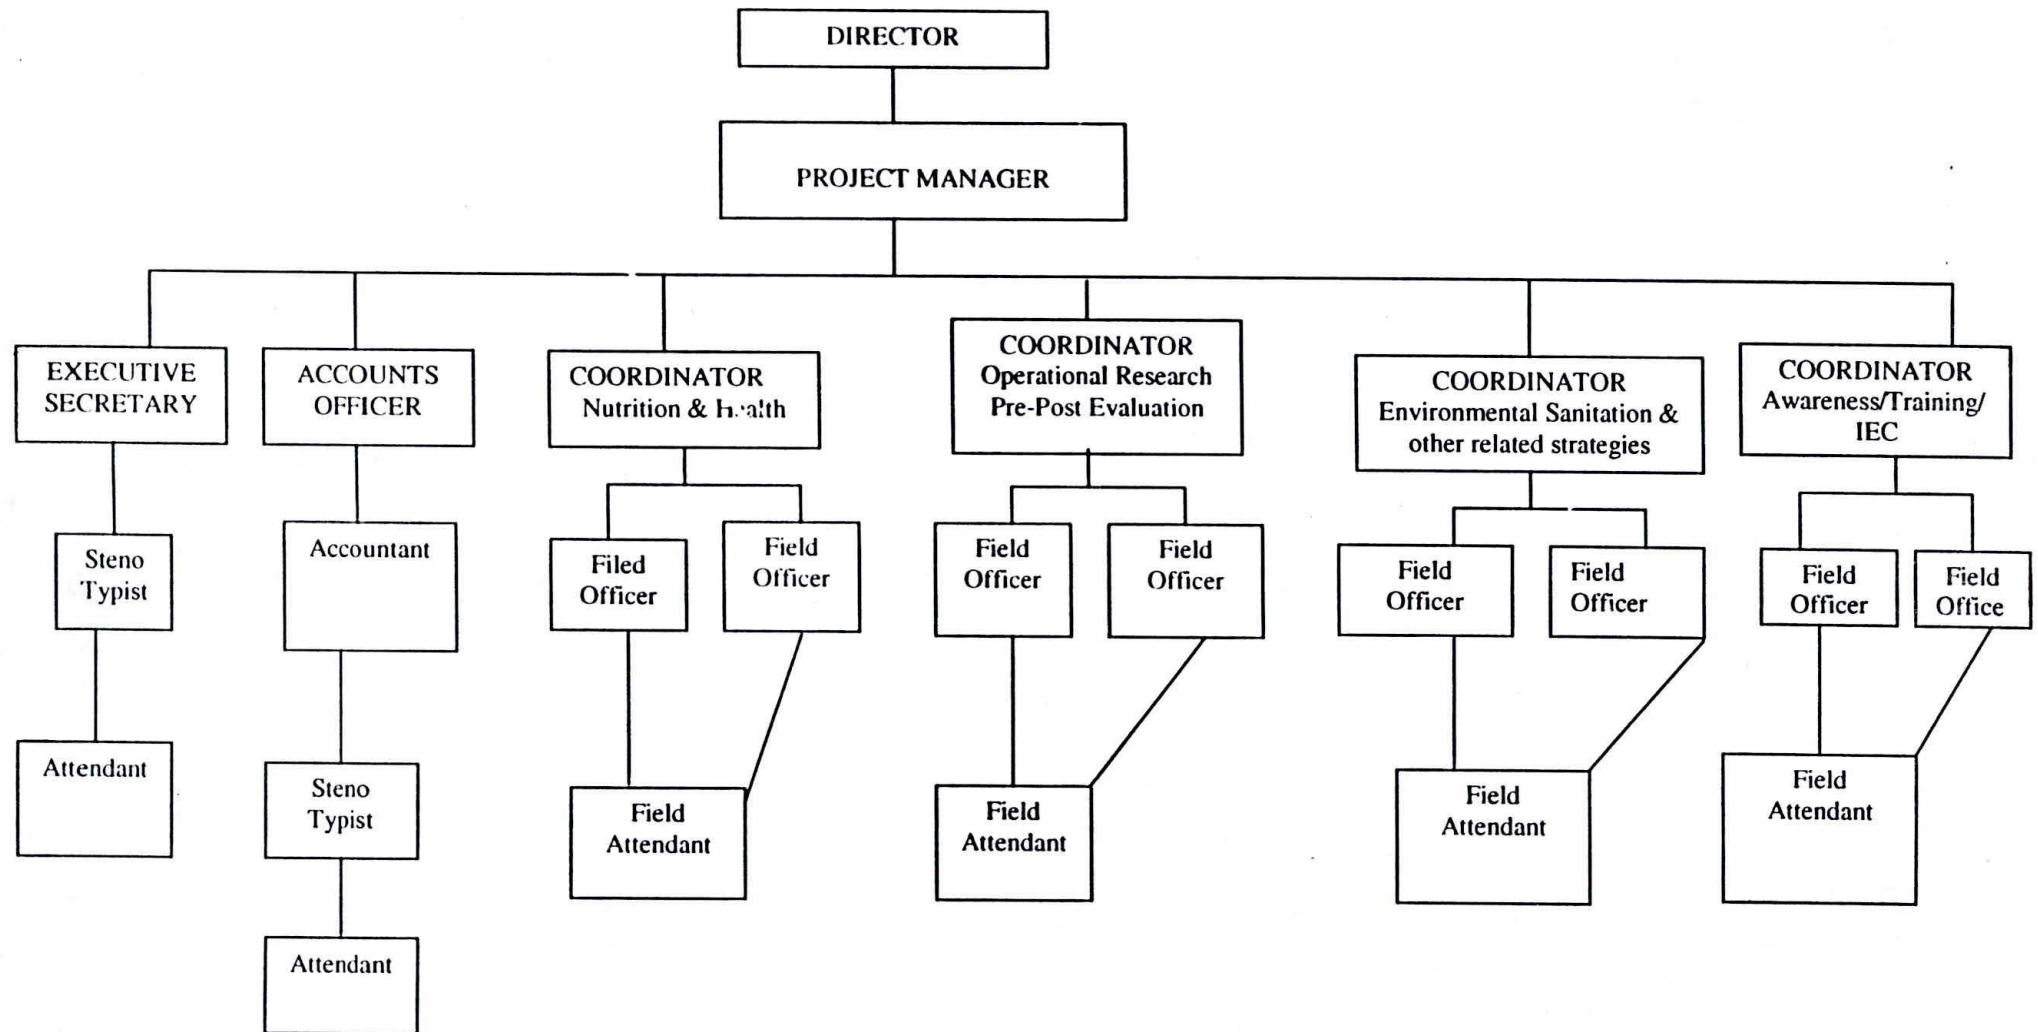 DIRECTOR
PROJECT MANAGER
EXECUTIVE
SECRETARY
ACCOUNTS
OFFICER
COORDINATOR
Nutrition & Health
COORDINATOR
Operational Research
Pre-Post Evaluation
COORDINATOR
Environmental Sanitation &
other related strategies
COORDINATOR
Awareness/Training/
IEC
Steno
Typist
Accountant
Filed
Officer
Field
Officer
Field
Officer
Field
Officer
Field
Officer
Field
Officer
Field
Officer
Field
Office
Attendant
Steno
Typist
Field
Attendant
Field
Attendant
Field
Attendant
Field
Attendant
Attendant